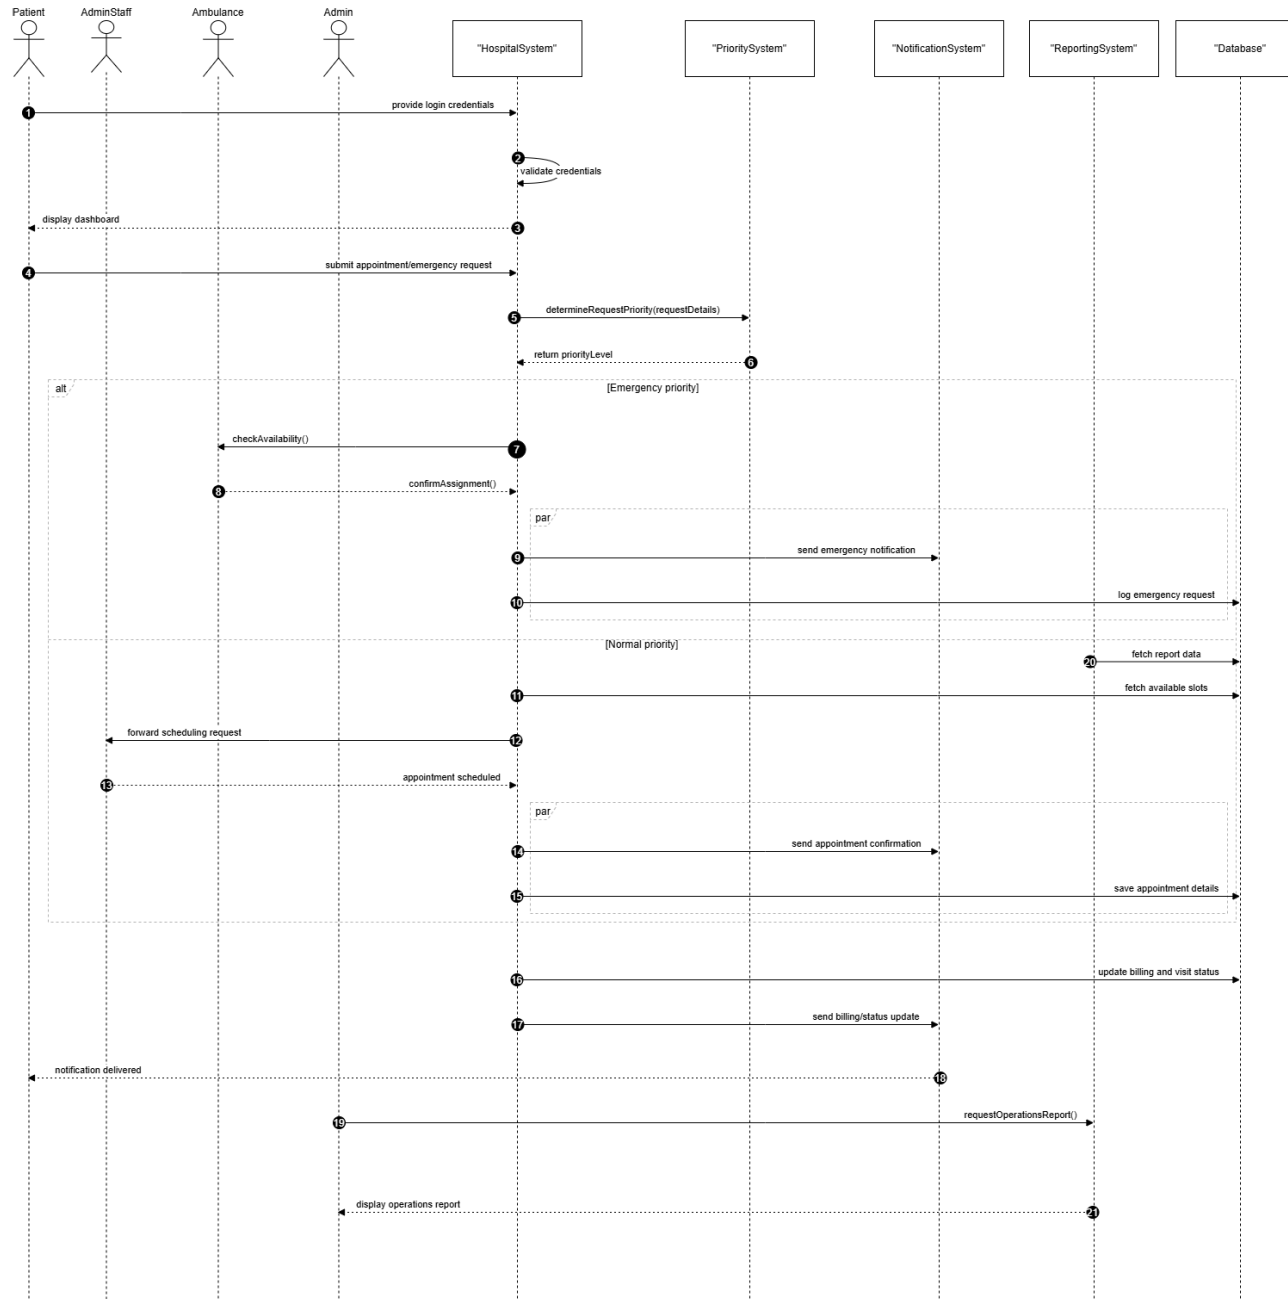 Patient
AdminStaff
Ambulance
Admin
"HospitalSystem"
"PrioritySystem"
"NotificationSystem"
"ReportingSystem"
"Database"
provide login credentials
1
2
validate credentials
display dashboard
3
submit appointment/emergency request
4
determineRequestPriority(requestDetails)
5
return priorityLevel
6
alt
[Emergency priority]
checkAvailability()
7
confirmAssignment()
8
par
send emergency notification
9
log emergency request
10
[Normal priority]
fetch report data
20
fetch available slots
11
forward scheduling request
12
appointment scheduled
13
par
send appointment confirmation
14
save appointment details
15
update billing and visit status
16
send billing/status update
17
notification delivered
18
requestOperationsReport()
19
display operations report
21